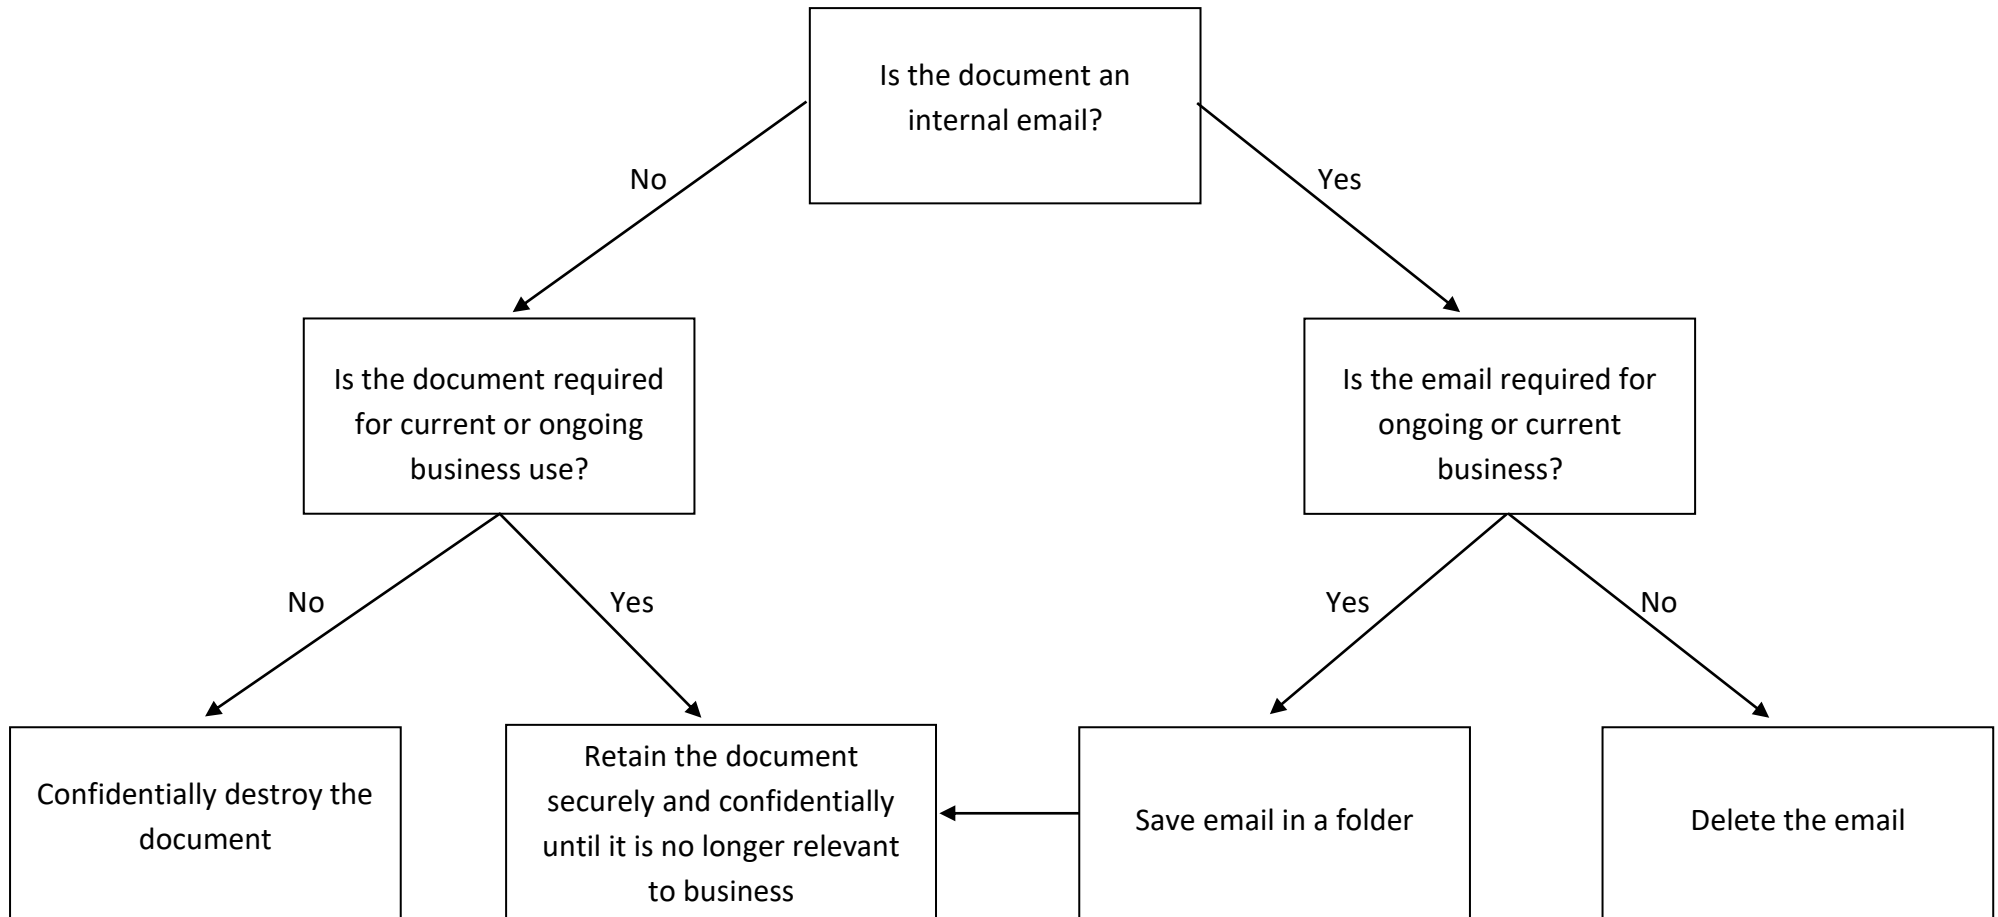 Is the document an
internal email?
No
Yes
Is the document required
for current or ongoing
business use?
Is the email required for
ongoing or current
business?
No
Yes
Yes
No
Confidentially destroy the
document
Retain the document
securely and confidentially
until it is no longer relevant
to business
Save email in a folder
Delete the email